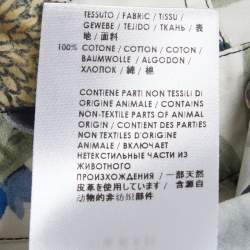 TESSUTO / FABRIC / TISSU /
GEWEBE / TEJIDO / ТКАНЬ / 表
地 / 面料
100% COTONE / COTTON / COTON /
BAUMWOLLE / ALGODON /
ХЛОПОК / 綿 / 棉
CONTIENE PARTI NON TESSILI DI
ORIGINE ANIMALE / CONTAINS
NON-TEXTILE PARTS OF ANIMAL
ORIGIN / CONTIENT DES PARTIES
NON TEXTILES D'ORIGINE
ANIMALE / ВКЛЮЧАЕТ
НЕТЕКСТИЛЬНЫЕ ЧАСТИ ИЗ
ЖИВОТНОГО
ПРОИСХОЖДЕНИЯ / 一部天然
皮革を使用しています / 含源自
动物的非纺织部件